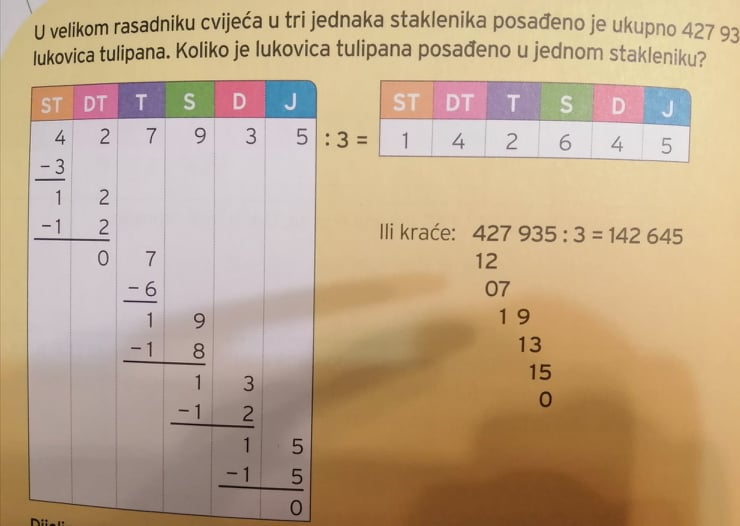 U velikom rasadniku cvijeća u tri jednaka staklenika posađeno je ukupno 427 93
lukovica tulipana. Koliko je lukovica tulipana posađeno u jednom stakleniku?
ST DT T S D J
4 2 7 9 3 5 : 3 =
-3
1 2
-1 2
0 7
-6
1 9
-1 8
1 3
-1 2
1 5
-1 5
0
ST DT T S D J
1 4 2 6 4 5
Ili kraće: 427 935 : 3 = 142 645
12
07
1 9
13
15
0